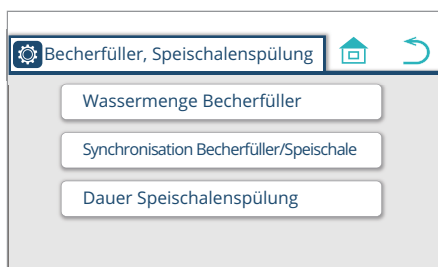 Becherfüller, Speischalenspülung
Wassermenge Becherfüller
Synchronisation Becherfüller/Speischale
Dauer Speischalenspülung